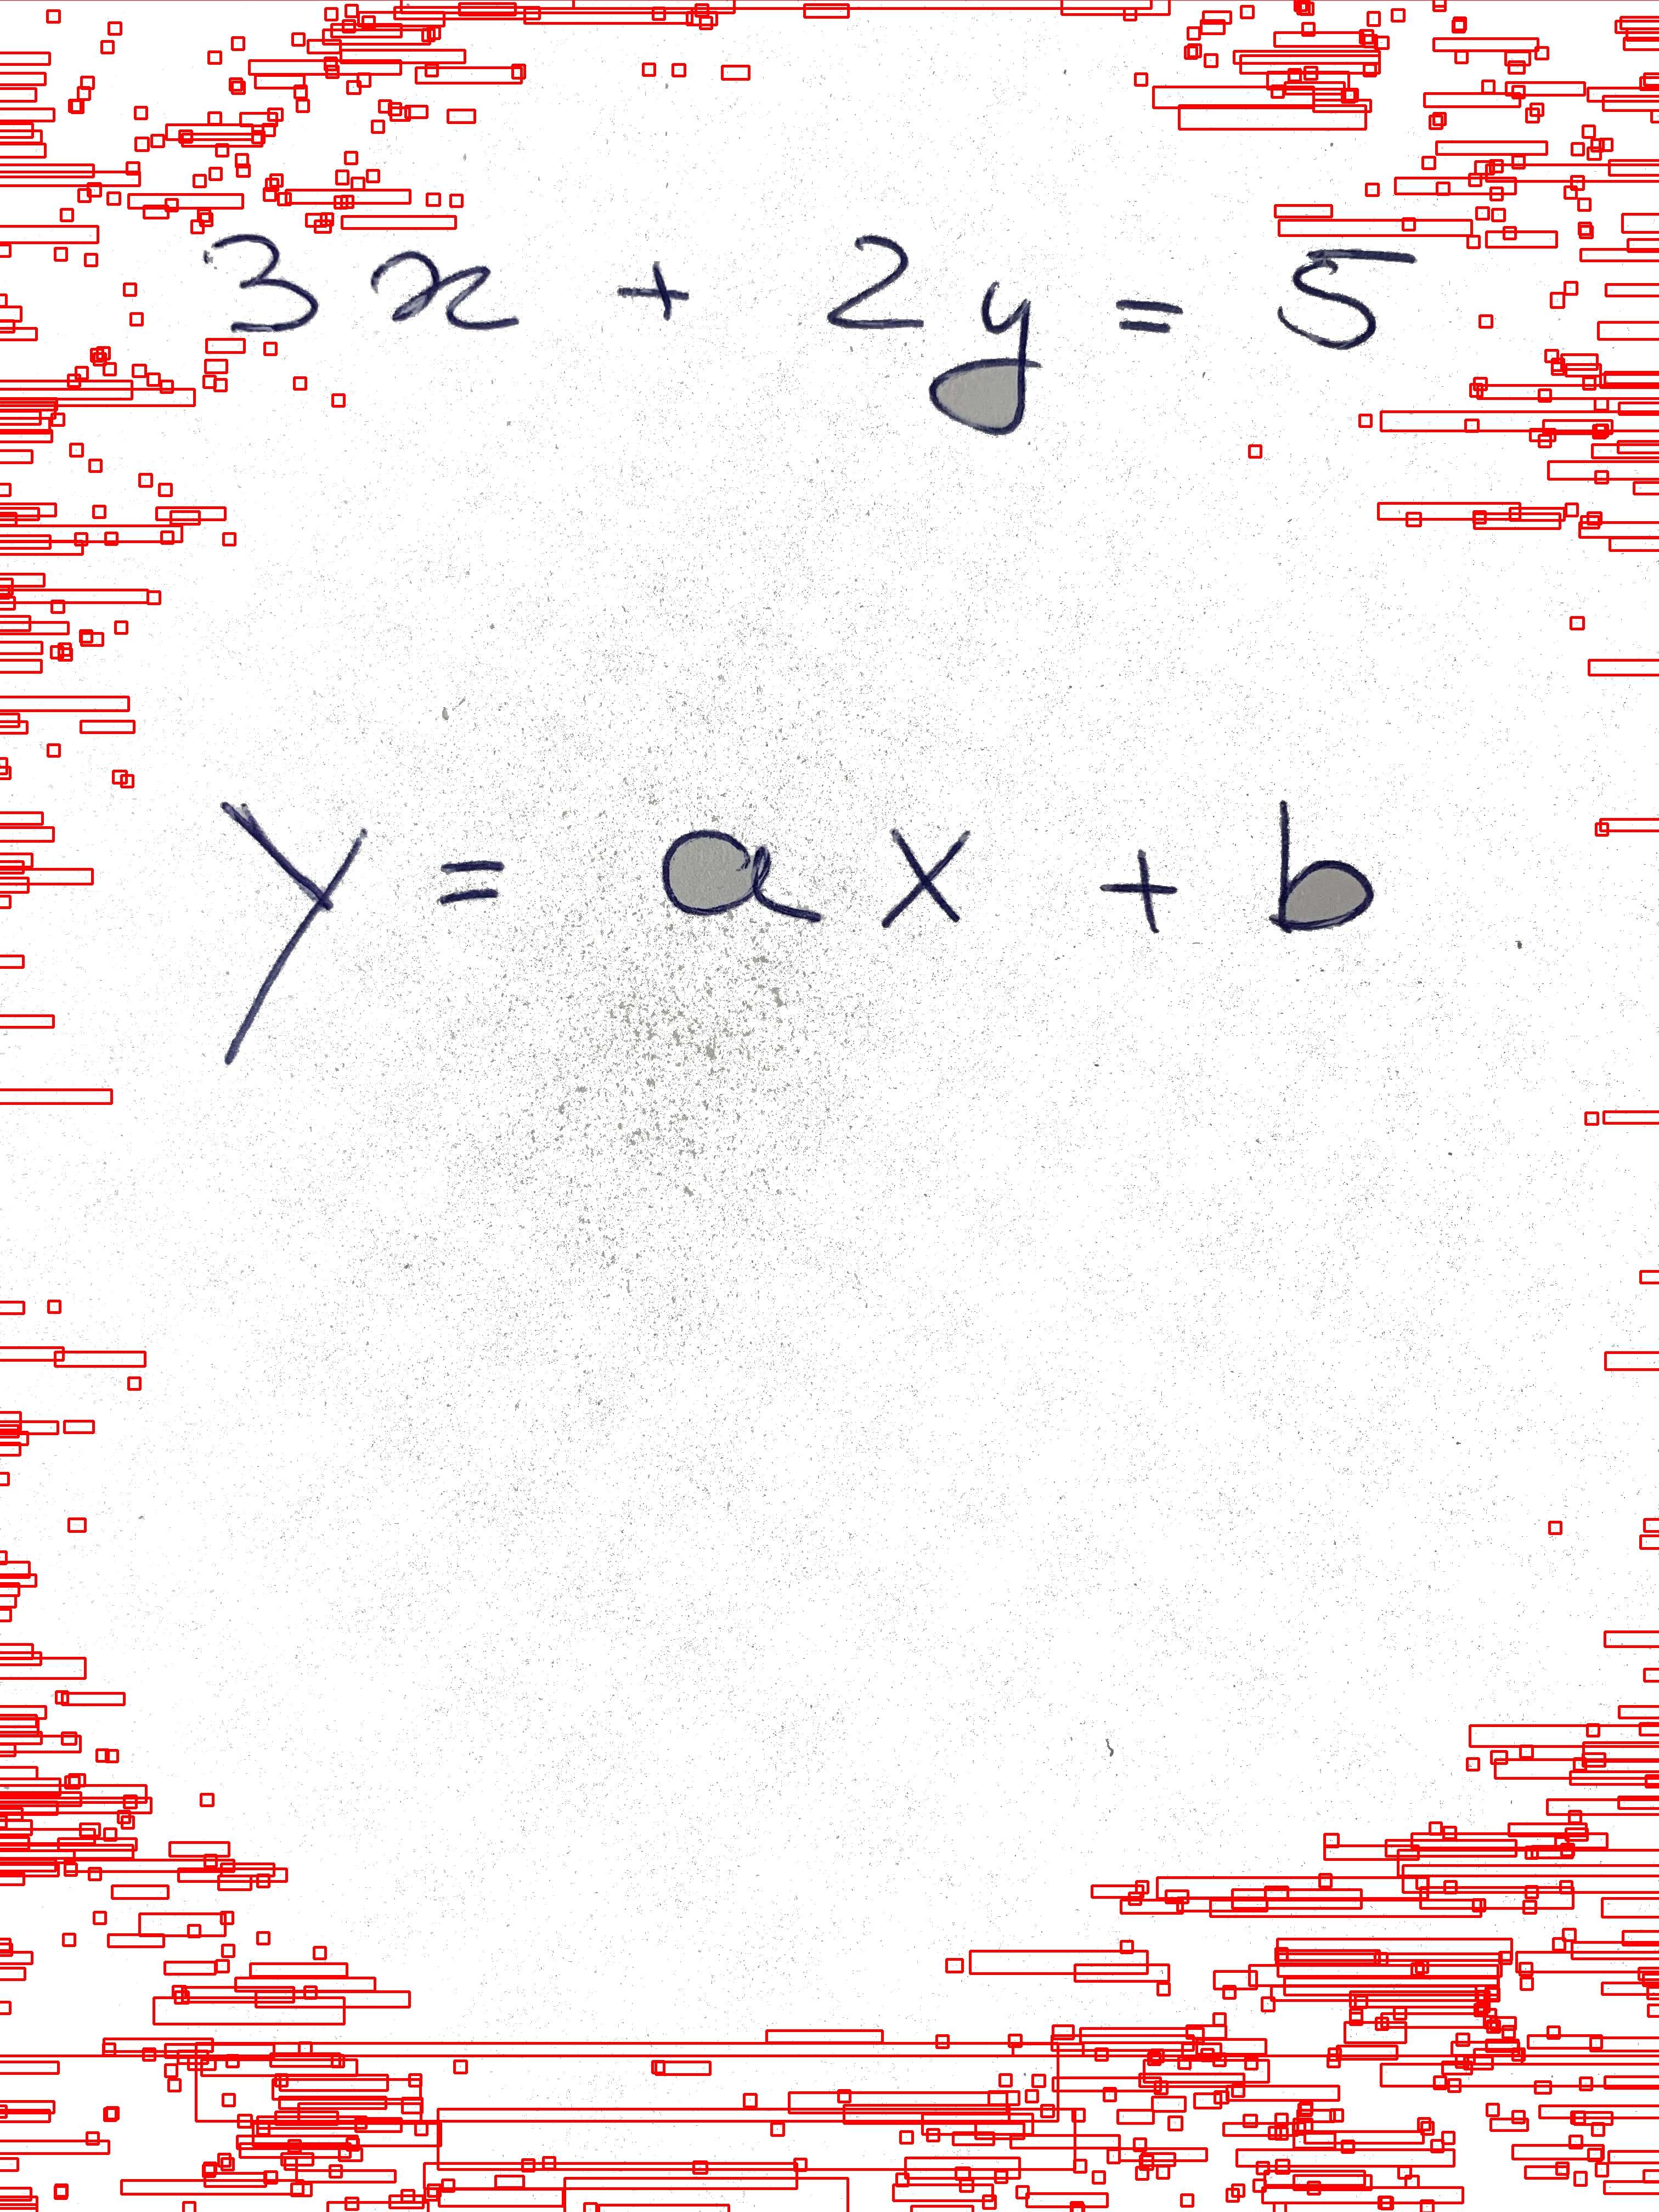 3x + 2y = 5
y = ax + b